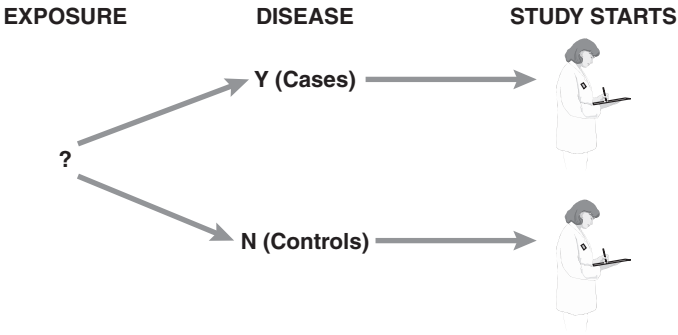 EXPOSURE DISEASE STUDY STARTS
Y (Cases)
?
N (Controls)